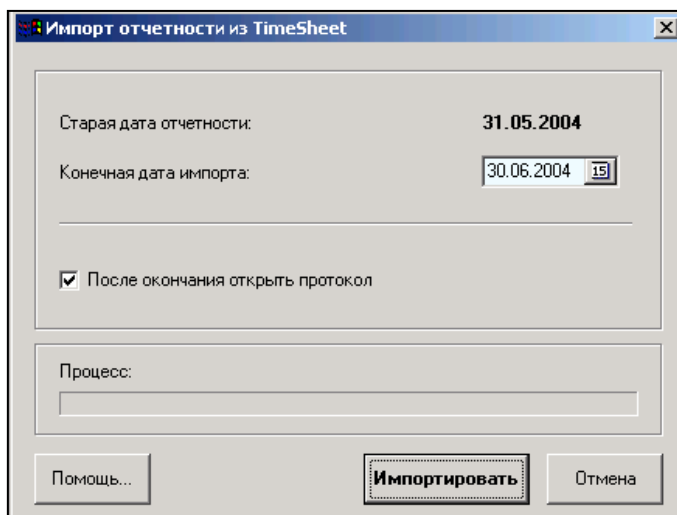 Импорт отчетности из TimeSheet
Старая дата отчетности: 31.05.2004
Конечная дата импорта: 30.06.2004 15
После окончания открыть протокол
Процесс:
Помощь... Импортировать Отмена